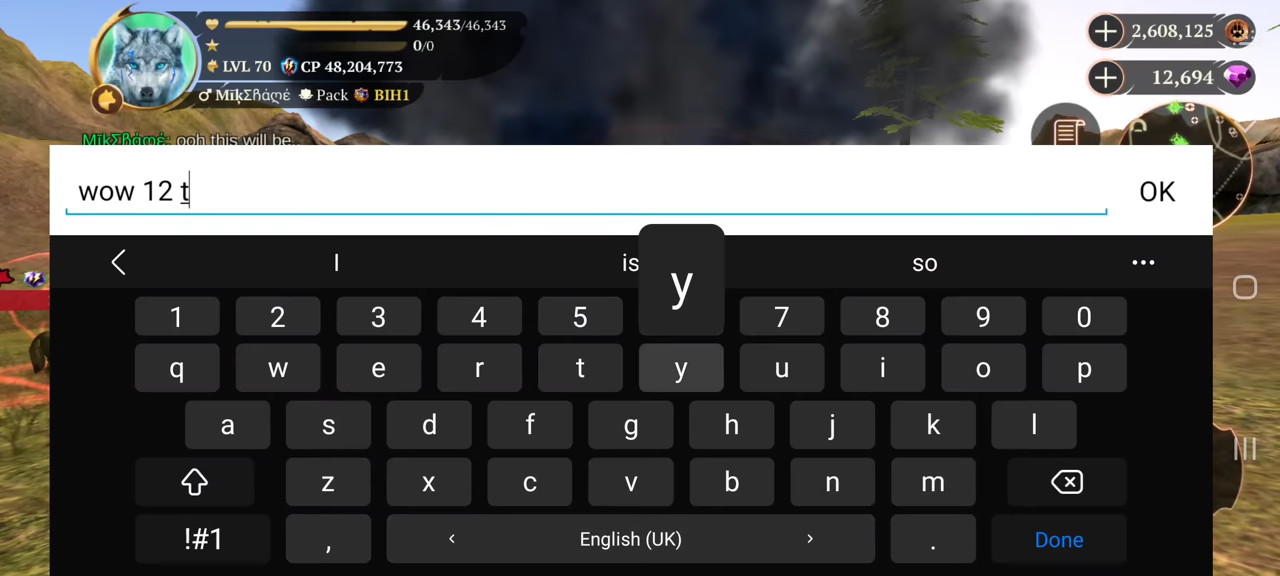 46,343/46,343
0/0
LVL 70 CP 48,204,773
♂ MïķΣɦáɱé Pack BIH1
2,608,125
12,694
ooh this will be
wow 12 t
OK
I is so ...
y
1 2 3 4 5 7 8 9 0
q w e r t y u i o p
a s d f g h j k l
z x c v b n m
!#1 , < English (UK) > . Done